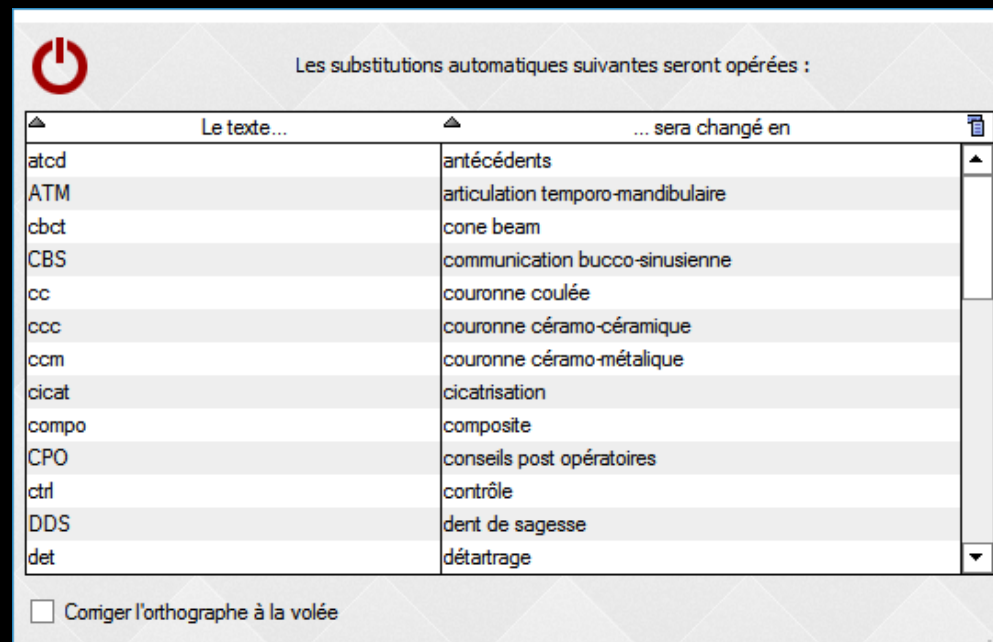 Les substitutions automatiques suivantes seront opérées :
Le texte... ... sera changé en
atcd antécédents
ATM articulation temporo-mandibulaire
cbct cone beam
CBS communication bucco-sinusienne
cc couronne coulée
ccc couronne céramo-céramique
ccm couronne céramo-métalique
cicat cicatrisation
compo composite
CPO conseils post opératoires
ctrl contrôle
DDS dent de sagesse
det détartrage
Corriger l'orthographe à la volée